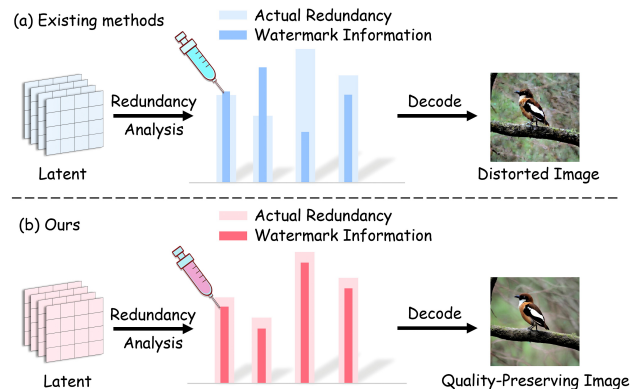 (a) Existing methods
Actual Redundancy
Watermark Information
Redundancy
Analysis
Decode
Latent
Distorted Image
(b) Ours
Actual Redundancy
Watermark Information
Redundancy
Analysis
Decode
Latent
Quality-Preserving Image